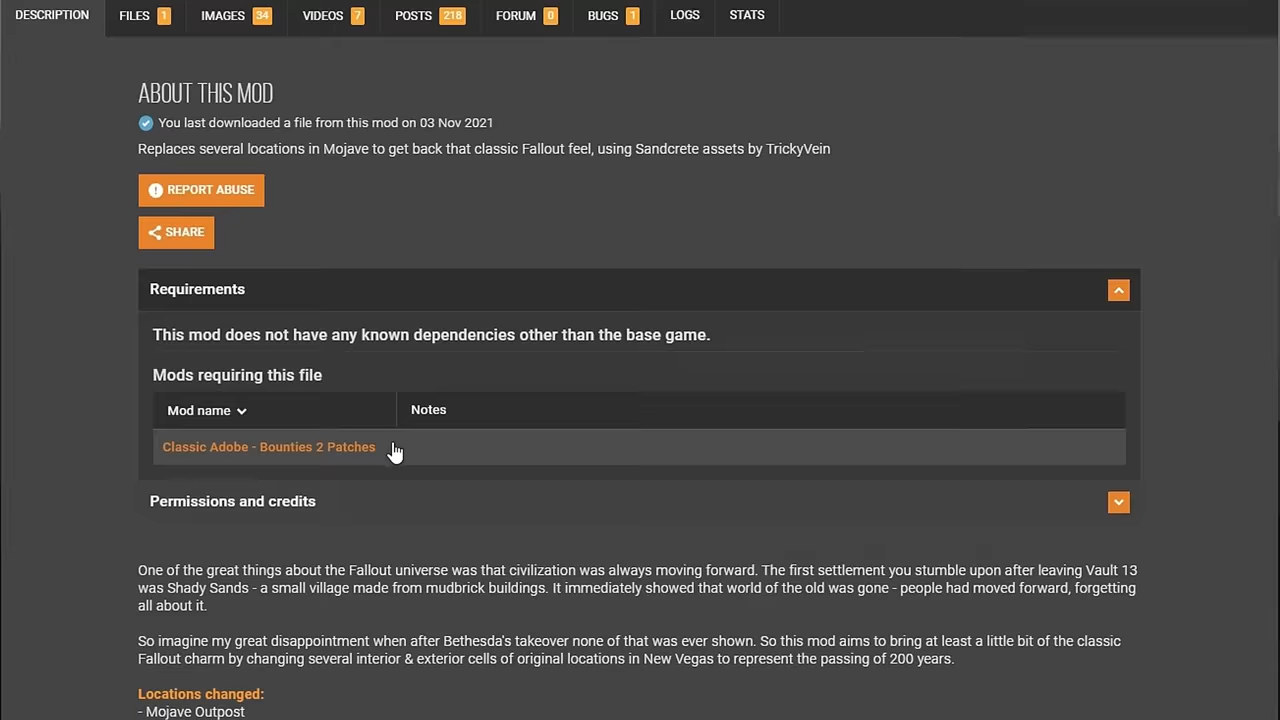 DESCRIPTION FILES 1 IMAGES 34 VIDEOS 7 POSTS 218 FORUM 0 BUGS 1 LOGS STATS
ABOUT THIS MOD
You last downloaded a file from this mod on 03 Nov 2021
Replaces several locations in Mojave to get back that classic Fallout feel, using Sandcrete assets by TrickyVein
REPORT ABUSE
SHARE
Requirements
This mod does not have any known dependencies other than the base game.
Mods requiring this file
Mod name Notes
Classic Adobe - Bounties 2 Patches
Permissions and credits
One of the great things about the Fallout universe was that civilization was always moving forward. The first settlement you stumble upon after leaving Vault 13
was Shady Sands - a small village made from mudbrick buildings. It immediately showed that world of the old was gone - people had moved forward, forgetting
all about it.
So imagine my great disappointment when after Bethesda's takeover none of that was ever shown. So this mod aims to bring at least a little bit of the classic
Fallout charm by changing several interior & exterior cells of original locations in New Vegas to represent the passing of 200 years.
Locations changed:
- Mojave Outpost